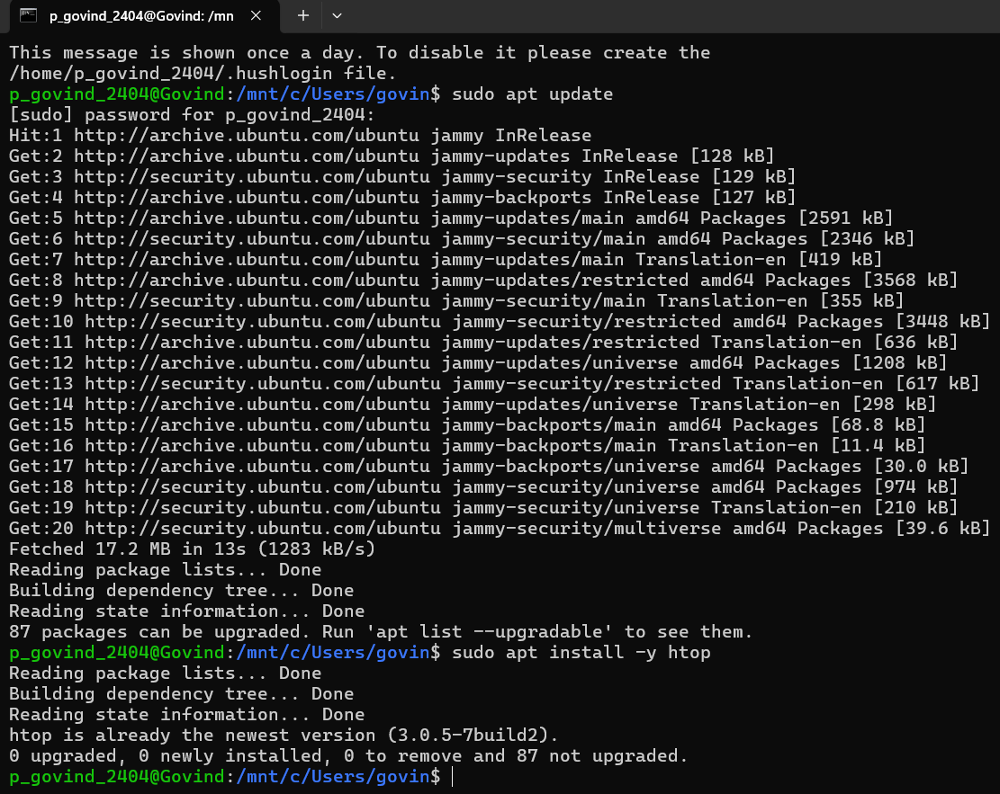 p_govind_2404@Govind: /mn
This message is shown once a day. To disable it please create the
/home/p_govind_2404/.hushlogin file.
p_govind_2404@Govind:/mnt/c/Users/govin$ sudo apt update
[sudo] password for p_govind_2404:
Hit:1 http://archive.ubuntu.com/ubuntu jammy InRelease
Get:2 http://archive.ubuntu.com/ubuntu jammy-updates InRelease [128 kB]
Get:3 http://security.ubuntu.com/ubuntu jammy-security InRelease [129 kB]
Get:4 http://archive.ubuntu.com/ubuntu jammy-backports InRelease [127 kB]
Get:5 http://archive.ubuntu.com/ubuntu jammy-updates/main amd64 Packages [2591 kB]
Get:6 http://security.ubuntu.com/ubuntu jammy-security/main amd64 Packages [2346 kB]
Get:7 http://archive.ubuntu.com/ubuntu jammy-updates/main Translation-en [419 kB]
Get:8 http://archive.ubuntu.com/ubuntu jammy-updates/restricted amd64 Packages [3568 kB]
Get:9 http://security.ubuntu.com/ubuntu jammy-security/main Translation-en [355 kB]
Get:10 http://security.ubuntu.com/ubuntu jammy-security/restricted amd64 Packages [3448 kB]
Get:11 http://archive.ubuntu.com/ubuntu jammy-updates/restricted Translation-en [636 kB]
Get:12 http://archive.ubuntu.com/ubuntu jammy-updates/universe amd64 Packages [1208 kB]
Get:13 http://security.ubuntu.com/ubuntu jammy-security/restricted Translation-en [617 kB]
Get:14 http://archive.ubuntu.com/ubuntu jammy-updates/universe Translation-en [298 kB]
Get:15 http://archive.ubuntu.com/ubuntu jammy-backports/main amd64 Packages [68.8 kB]
Get:16 http://archive.ubuntu.com/ubuntu jammy-backports/main Translation-en [11.4 kB]
Get:17 http://archive.ubuntu.com/ubuntu jammy-backports/universe amd64 Packages [30.0 kB]
Get:18 http://security.ubuntu.com/ubuntu jammy-security/universe amd64 Packages [974 kB]
Get:19 http://security.ubuntu.com/ubuntu jammy-security/universe Translation-en [210 kB]
Get:20 http://security.ubuntu.com/ubuntu jammy-security/multiverse amd64 Packages [39.6 kB]
Fetched 17.2 MB in 13s (1283 kB/s)
Reading package lists... Done
Building dependency tree... Done
Reading state information... Done
87 packages can be upgraded. Run 'apt list --upgradable' to see them.
p_govind_2404@Govind:/mnt/c/Users/govin$ sudo apt install -y htop
Reading package lists... Done
Building dependency tree... Done
Reading state information... Done
htop is already the newest version (3.0.5-7build2).
0 upgraded, 0 newly installed, 0 to remove and 87 not upgraded.
p_govind_2404@Govind:/mnt/c/Users/govin$